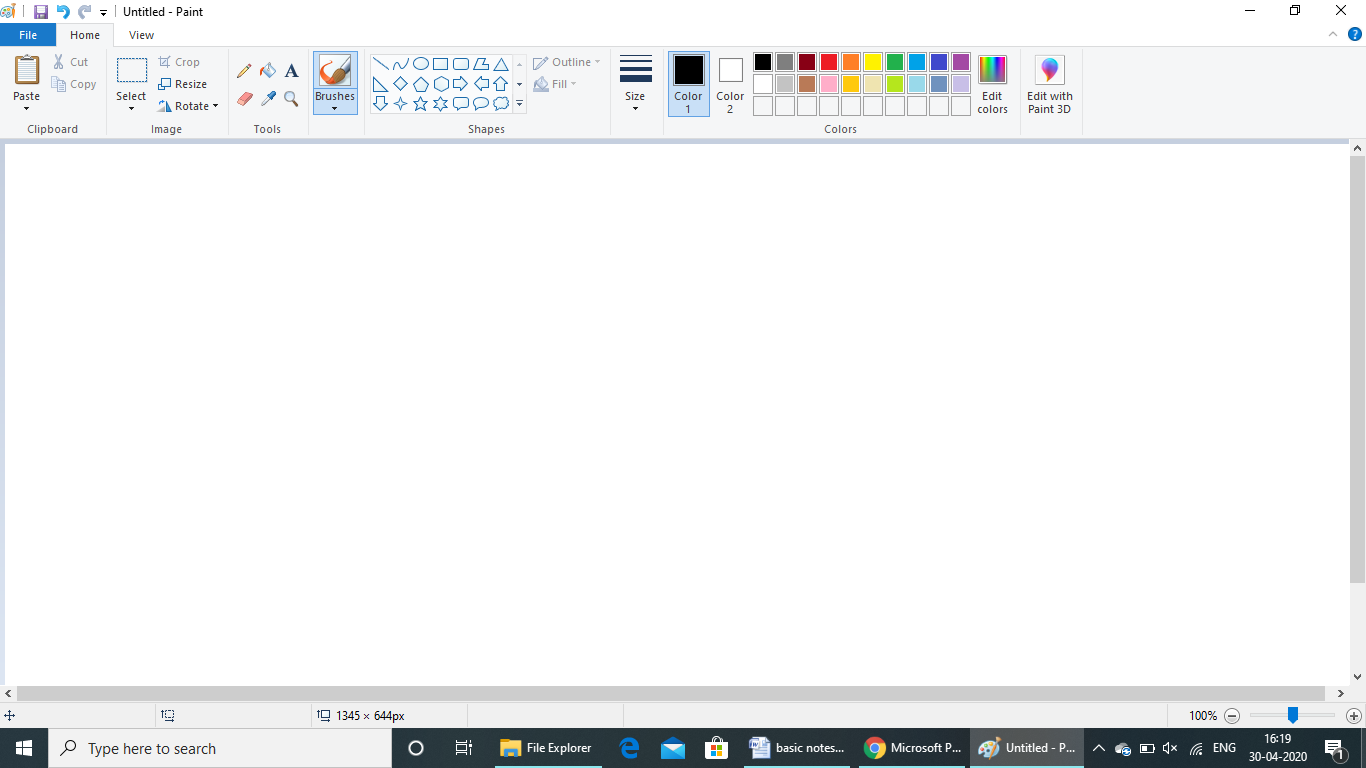 Untitled - Paint
File Home View
Paste
Cut
Copy
Clipboard
Select
Crop
Resize
Rotate
Image
A
Tools
Brushes
Outline
Fill
Shapes
Size
Color 1
Color 2
Edit colors
Colors
Edit with Paint 3D
1345 × 644px
100%
Type here to search
File Explorer
basic notes...
Microsoft P...
Untitled - P...
ENG
16:19
30-04-2020
1